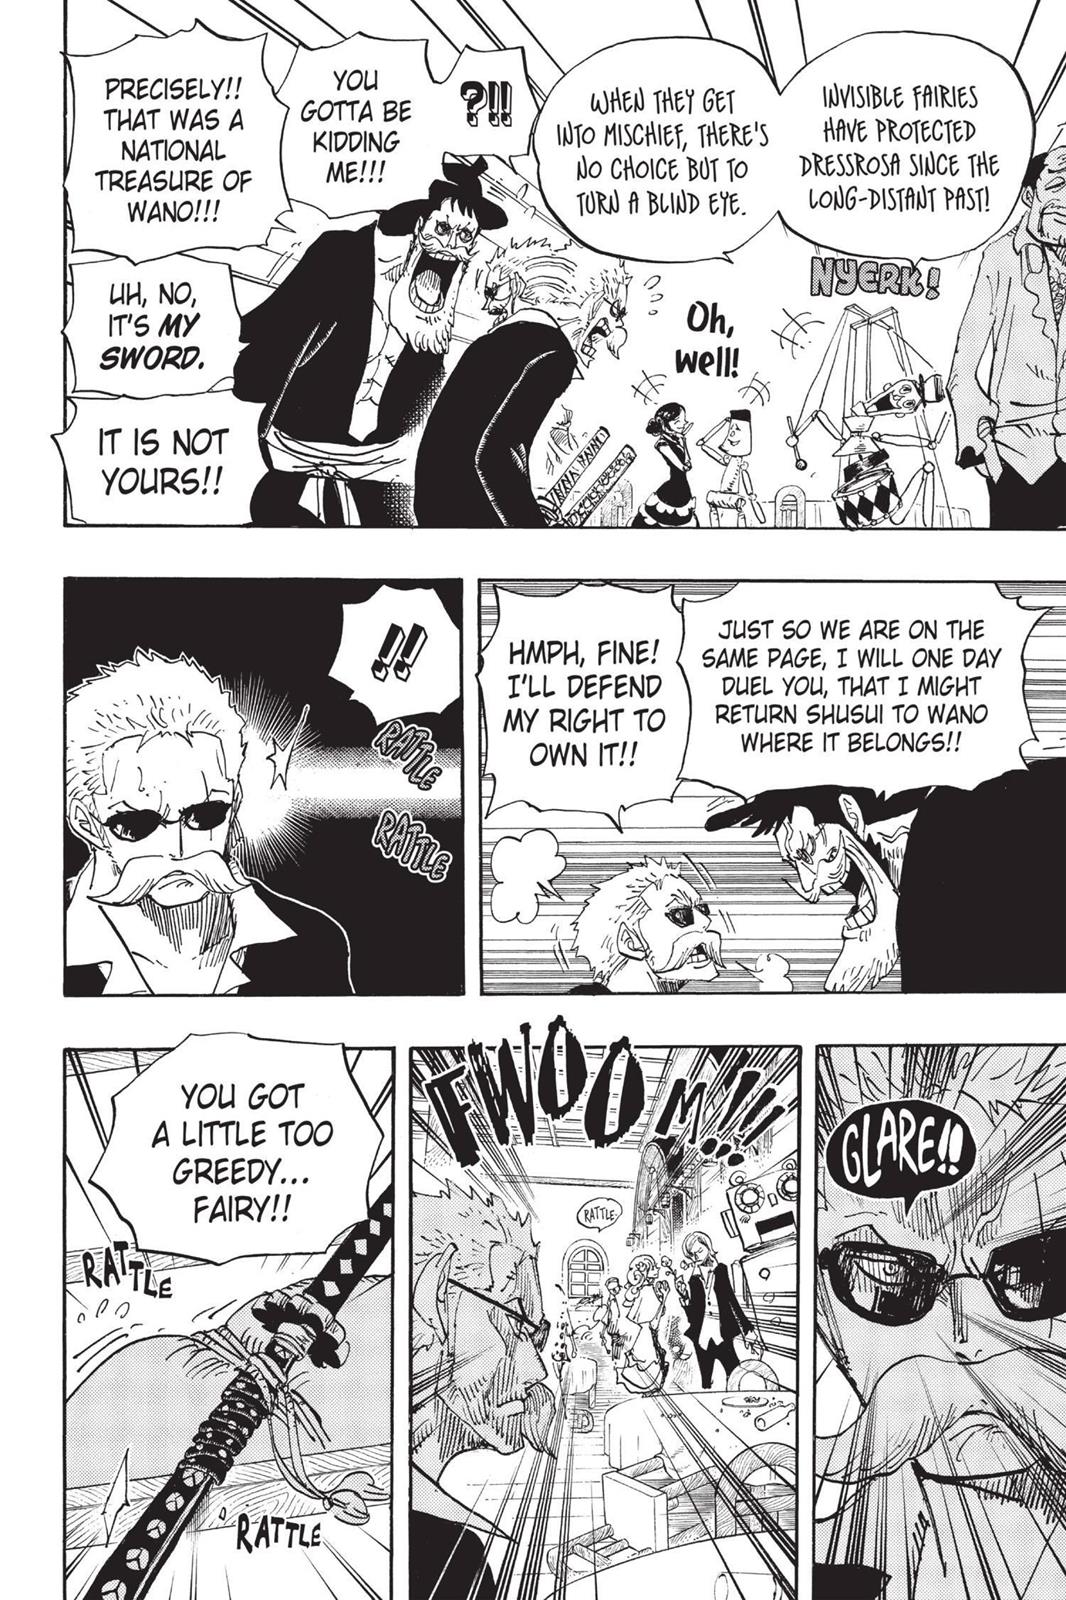 INVISIBLE FAIRIES
HAVE PROTECTED
DRESSROSA SINCE THE
LONG-DISTANT PAST!
WHEN THEY GET
INTO MISCHIEF, THERE'S
NO CHOICE BUT TO
TURN A BLIND EYE.
NYERK!
Oh,
well!
?!!
YOU
GOTTA BE
KIDDING
ME!!!
PRECISELY!!
THAT WAS A
NATIONAL
TREASURE OF
WANO!!!
UH, NO,
IT'S MY
SWORD.
IT IS NOT
YOURS!!
JUST SO WE ARE ON THE
SAME PAGE, I WILL ONE DAY
DUEL YOU, THAT I MIGHT
RETURN SHUSUI TO WANO
WHERE IT BELONGS!!
HMPH, FINE!
I'LL DEFEND
MY RIGHT TO
OWN IT!!
!!
RATTLE
RATTLE
GLARE!!
FWOOM!!!
RATTLE
YOU GOT
A LITTLE TOO
GREEDY...
FAIRY!!
RATTLE
RATTLE